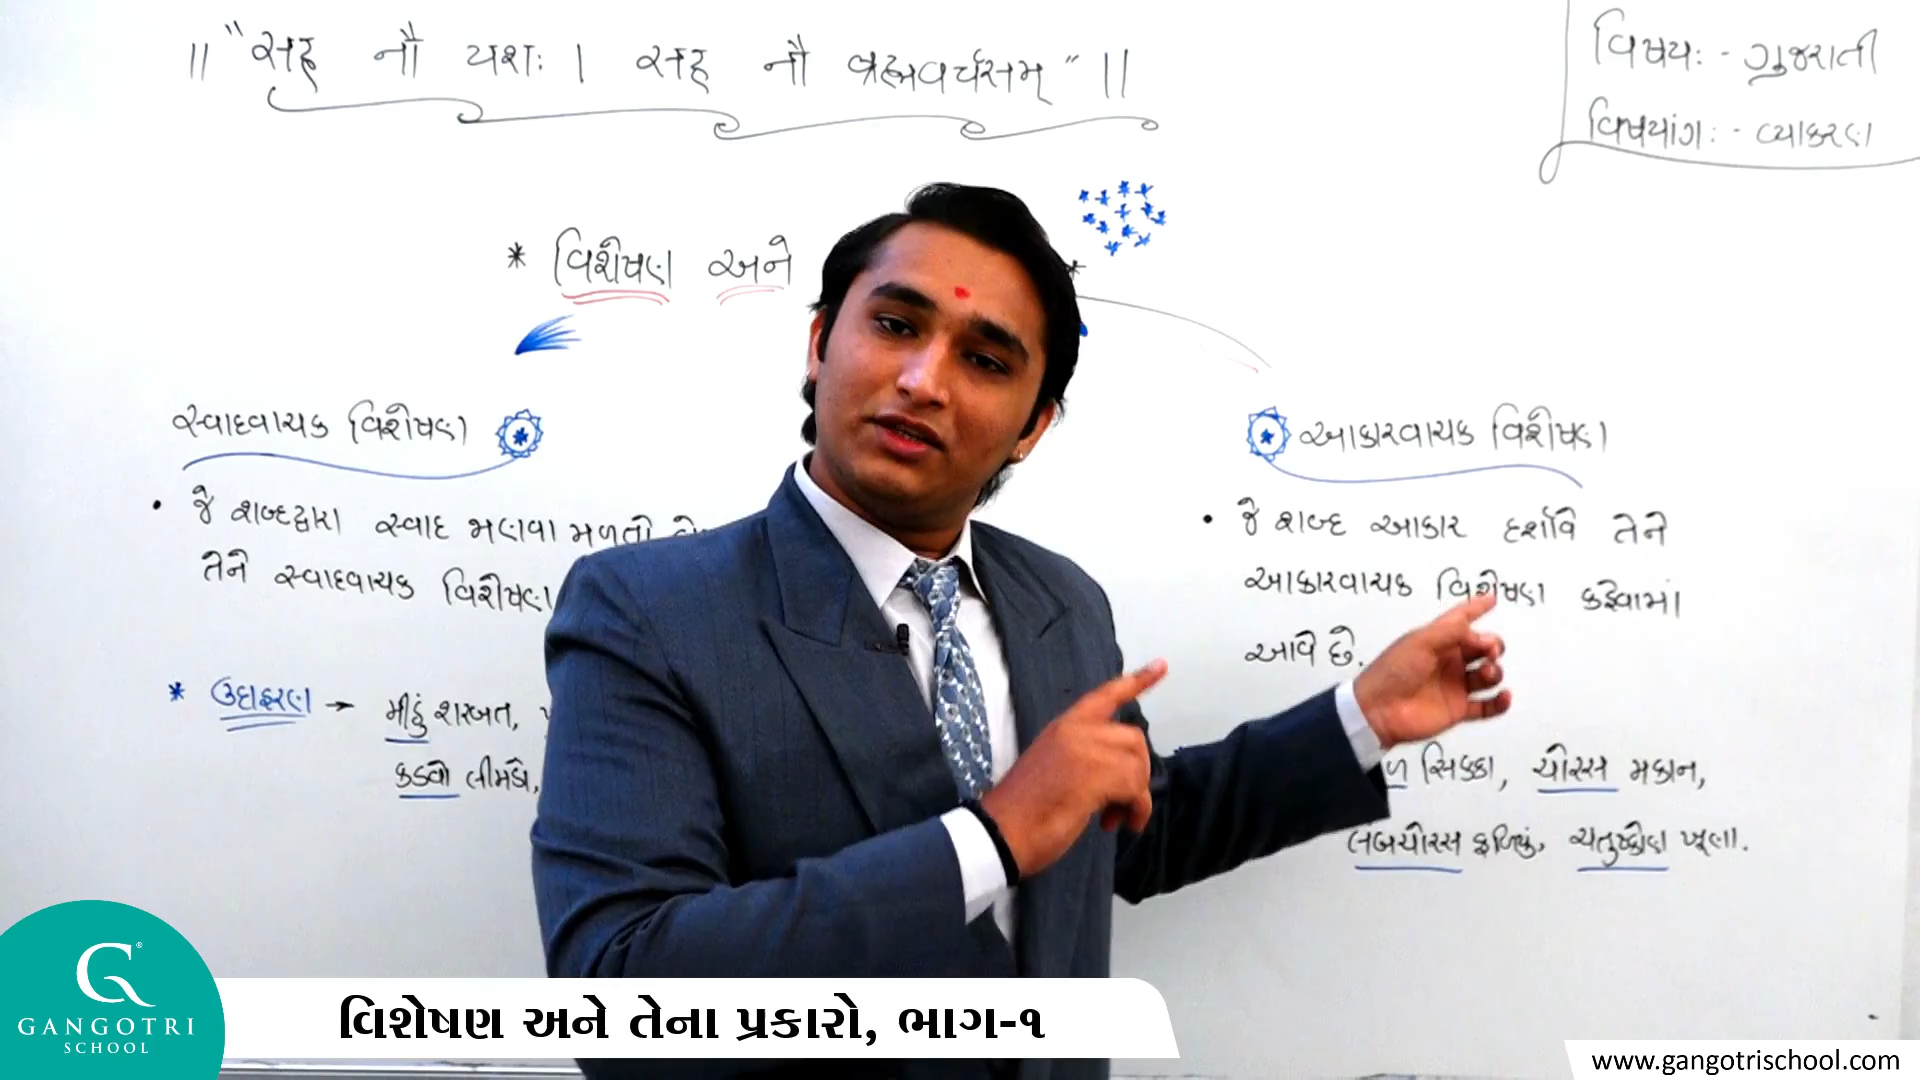 ॥ "सह नौ यशः । सह नौ ब्रह्मवर्चसम्" ॥
વિષયઃ - ગુજરાતી
વિષયાંગઃ - વ્યાકરણ
* વિશેષણ અને *
સ્વાદવાચક વિશેષણ
• જે શબ્દદ્વારા સ્વાદ જાણવા મળતો
તેને સ્વાદવાચક વિશેષણ
* ઉદાહરણ → મીઠું શરબત,
કડવો લીમડો,
આકારવાચક વિશેષણ
• જે શબ્દ આકાર દર્શાવે તેને
આકારવાચક વિશેષણ કહેવામાં
આવે છે.
સિક્કા, ચોરસ મકાન,
લંબચોરસ ફળિયું, ચતુષ્કોણ ખૂણા.
GANGOTRI
SCHOOL
વિશેષણ અને તેના પ્રકારો, ભાગ-૧
www.gangotrischool.com